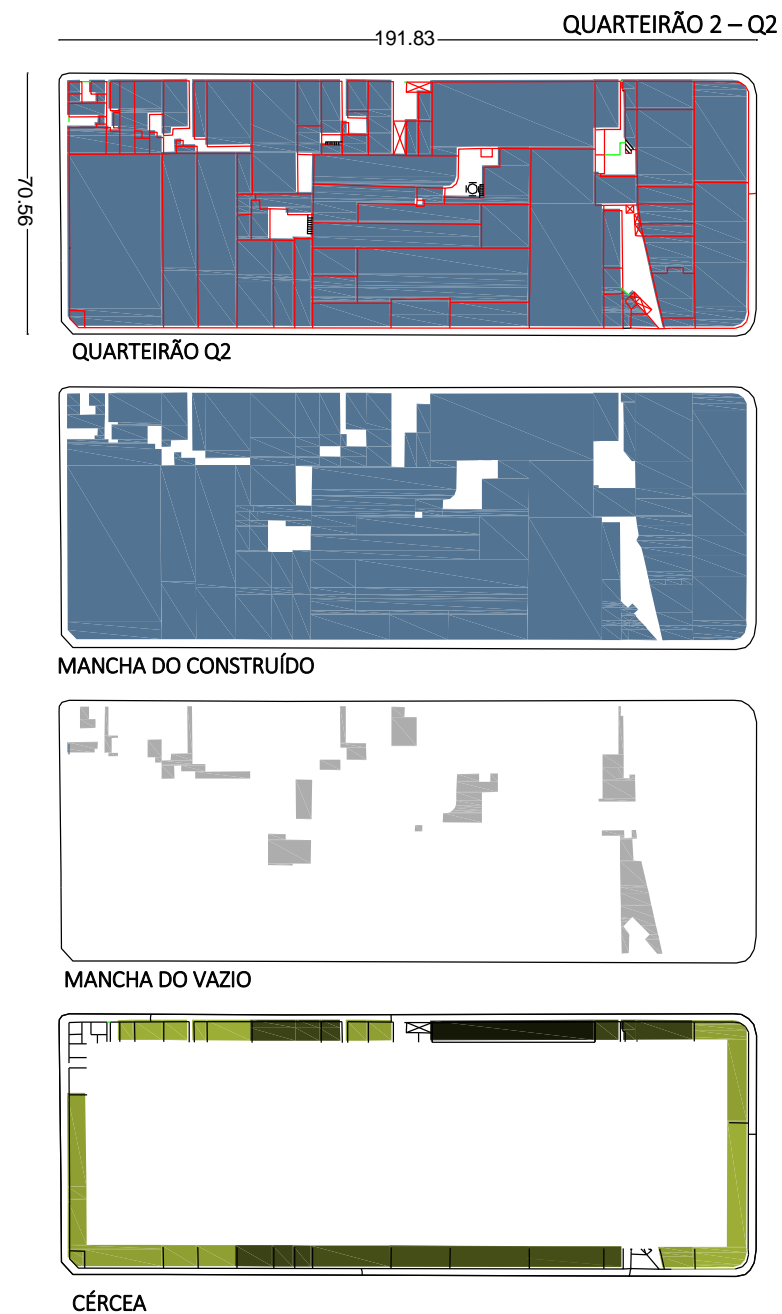 QUARTEIRÃO 2 – Q2
191.83
70.56
QUARTEIRÃO Q2
MANCHA DO CONSTRUÍDO
MANCHA DO VAZIO
CÉRCEA